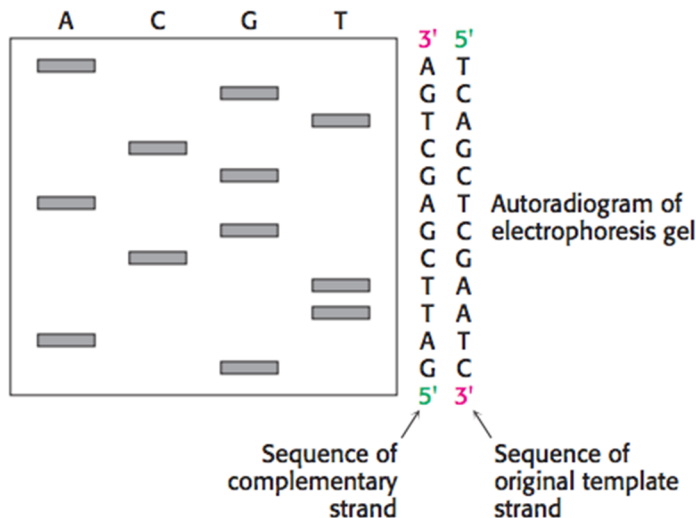 A C G T
3' 5'
A T
G C
T A
C G
G C
A T
G C
C G
T A
T A
A T
G C
5' 3'
Autoradiogram of
electrophoresis gel
Sequence of
complementary
strand
Sequence of
original template
strand